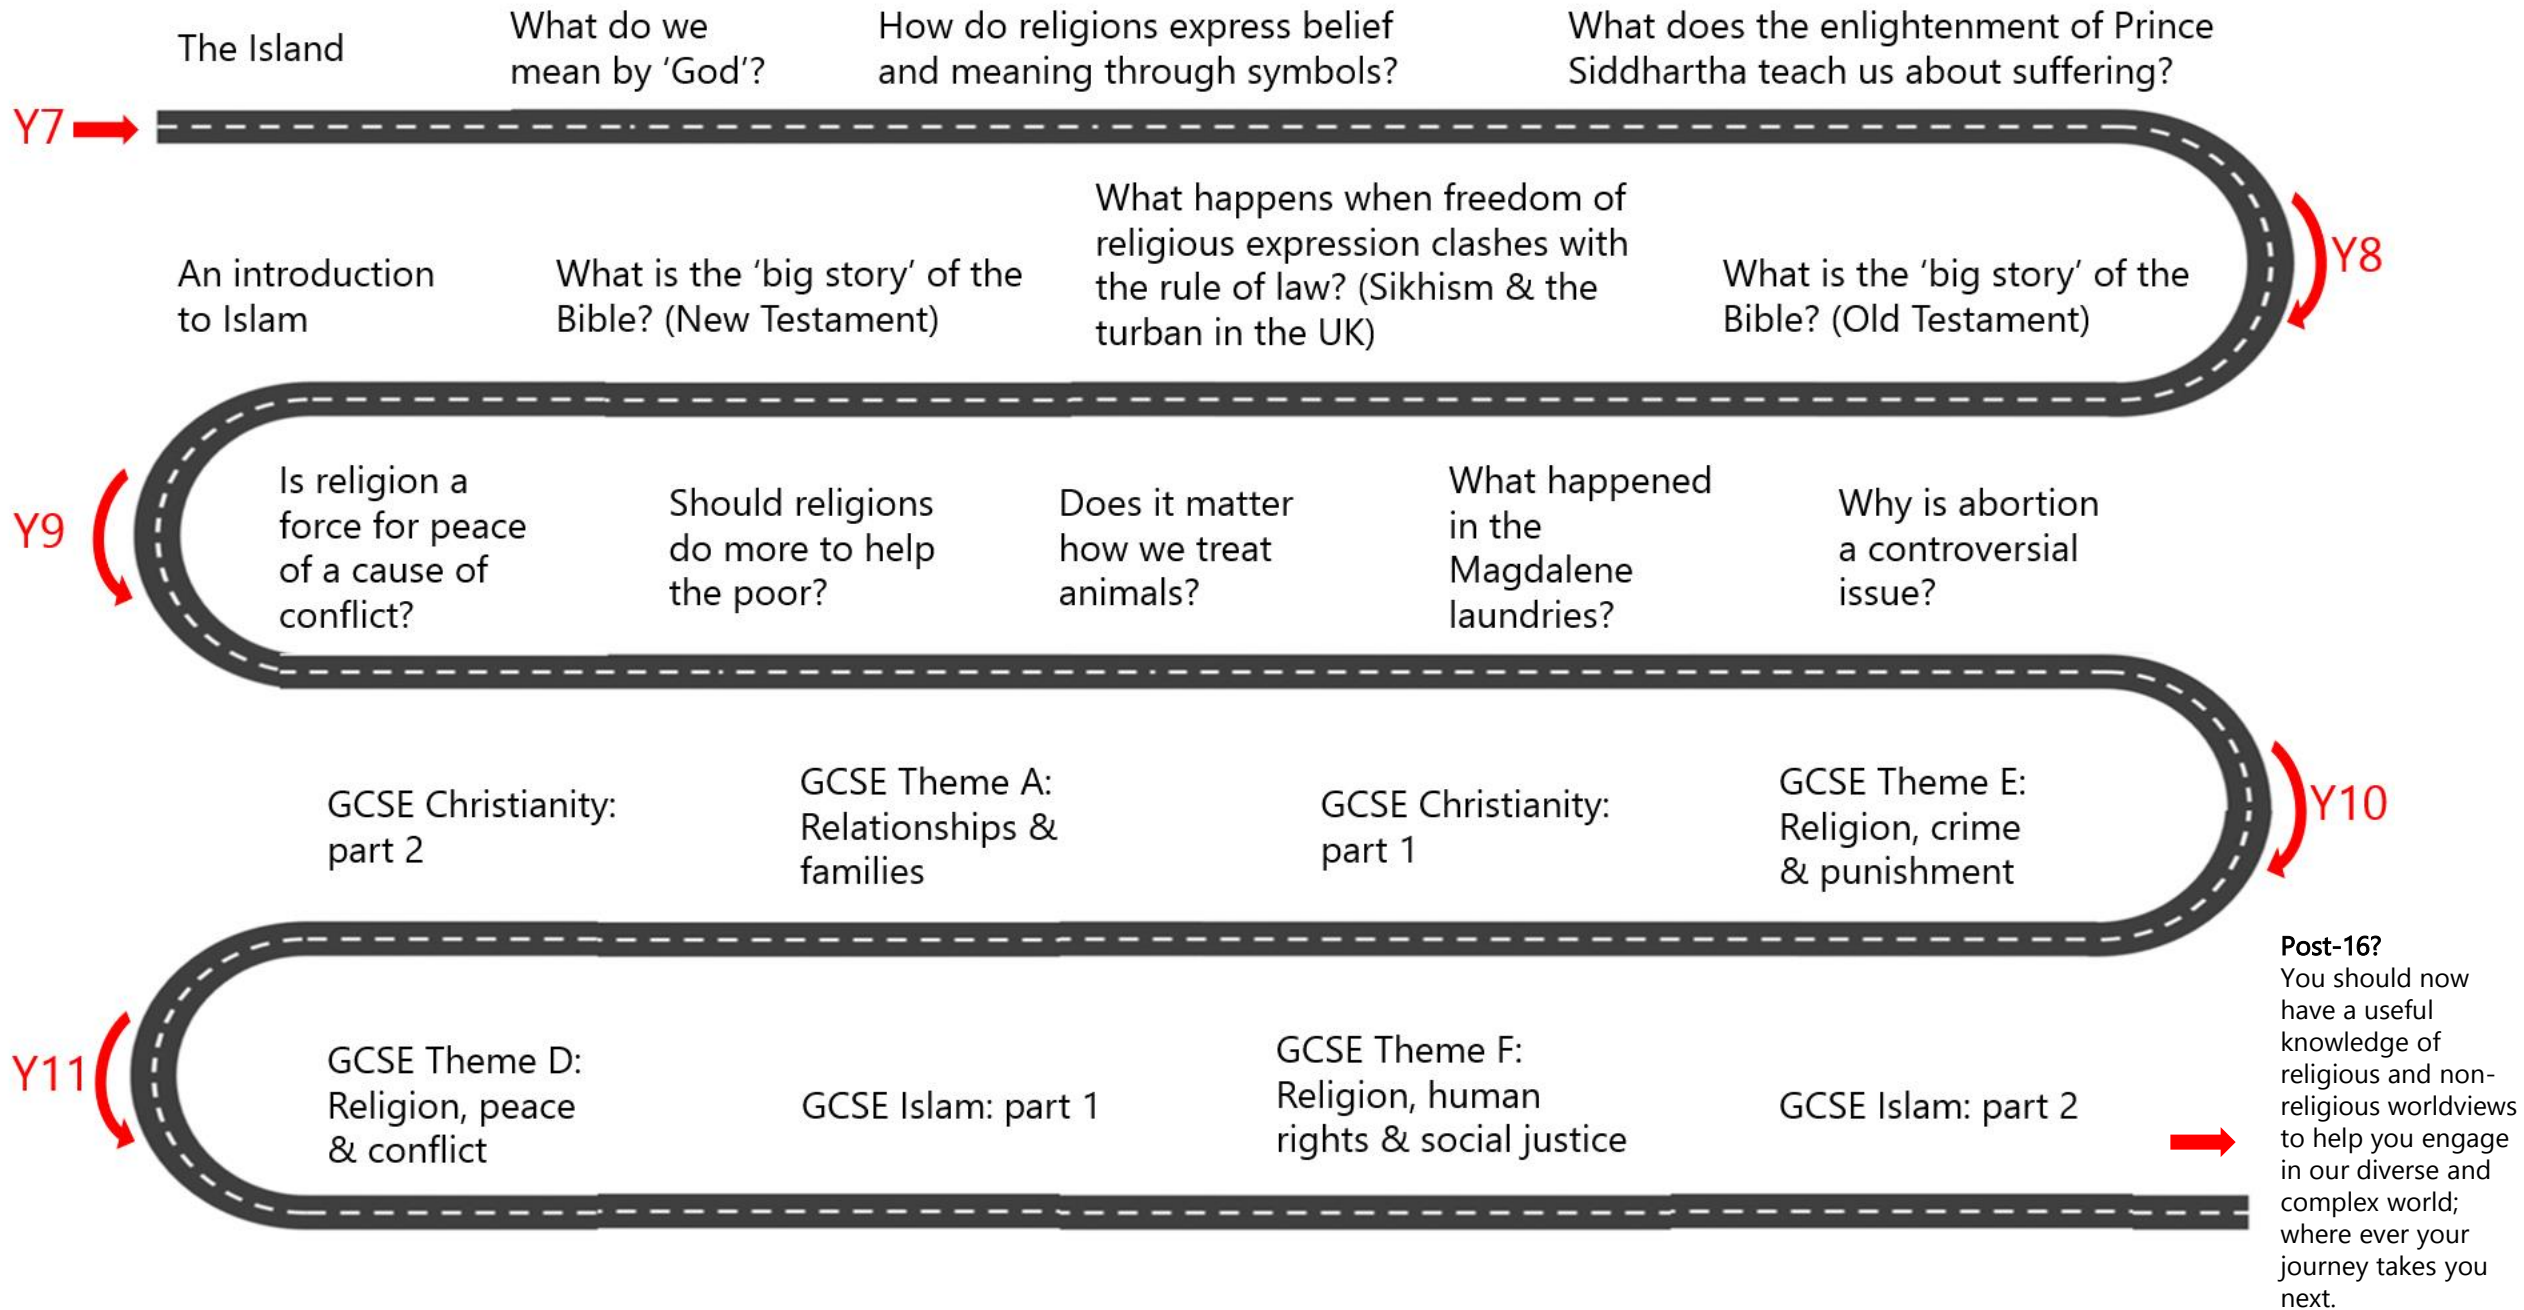 The Island
What do we
mean by ‘God’?
How do religions express belief
and meaning through symbols?
What does the enlightenment of Prince
Siddhartha teach us about suffering?
Y7
Y8
An introduction
to Islam
What is the ‘big story’ of the
Bible? (New Testament)
What happens when freedom of
religious expression clashes with
the rule of law? (Sikhism & the
turban in the UK)
What is the ‘big story’ of the
Bible? (Old Testament)
Y9
Is religion a
force for peace
of a cause of
conflict?
Should religions
do more to help
the poor?
Does it matter
how we treat
animals?
What happened
in the
Magdalene
laundries?
Why is abortion
a controversial
issue?
Y10
GCSE Christianity:
part 2
GCSE Theme A:
Relationships &
families
GCSE Christianity:
part 1
GCSE Theme E:
Religion, crime
& punishment
Y11
GCSE Theme D:
Religion, peace
& conflict
GCSE Islam: part 1
GCSE Theme F:
Religion, human
rights & social justice
GCSE Islam: part 2
Post-16?
You should now
have a useful
knowledge of
religious and non-
religious worldviews
to help you engage
in our diverse and
complex world;
where ever your
journey takes you
next.